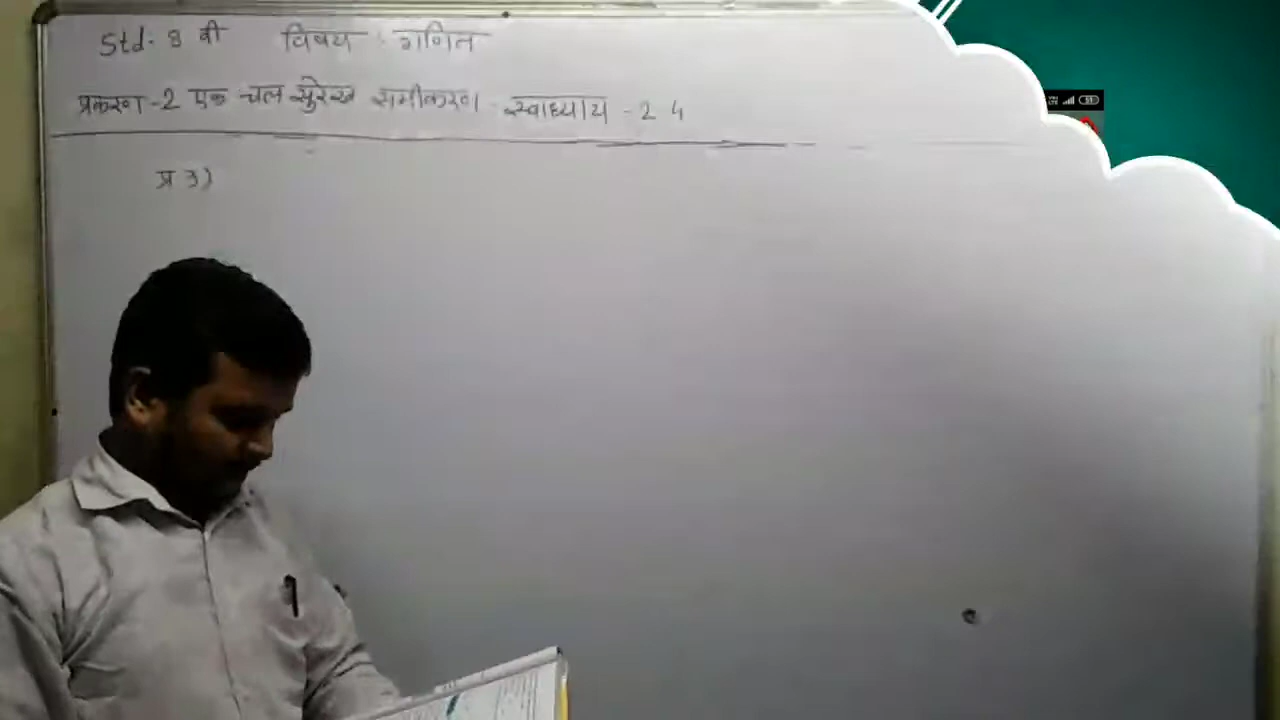 Std. 8 वी विषय : गणित
प्रकरण -2 एक चल सुरेख समीकरण . स्वाध्याय - 2 4
प्र 3)